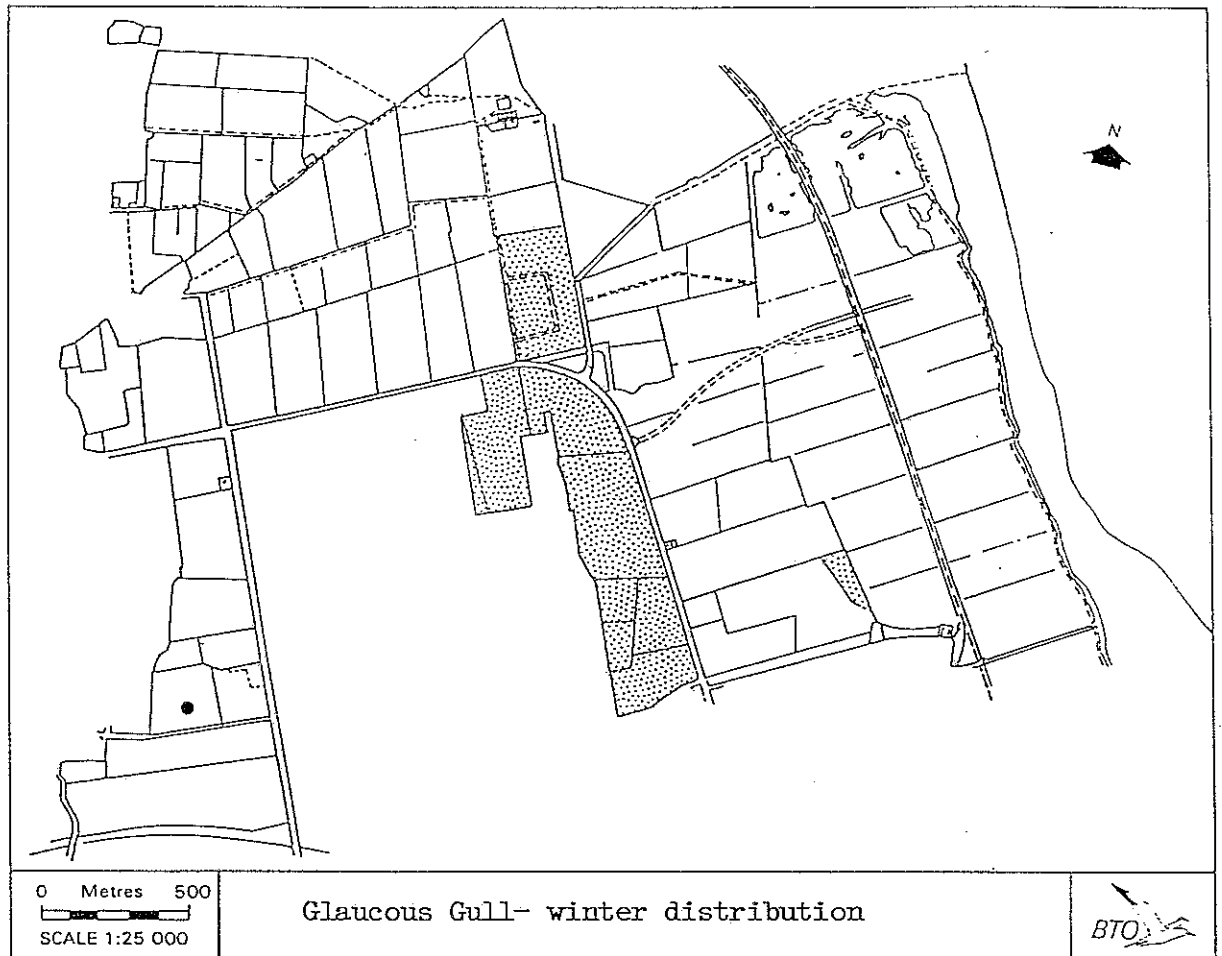 N
0 Metres 500
SCALE 1:25 000
Glaucous Gull- winter distribution
BTO